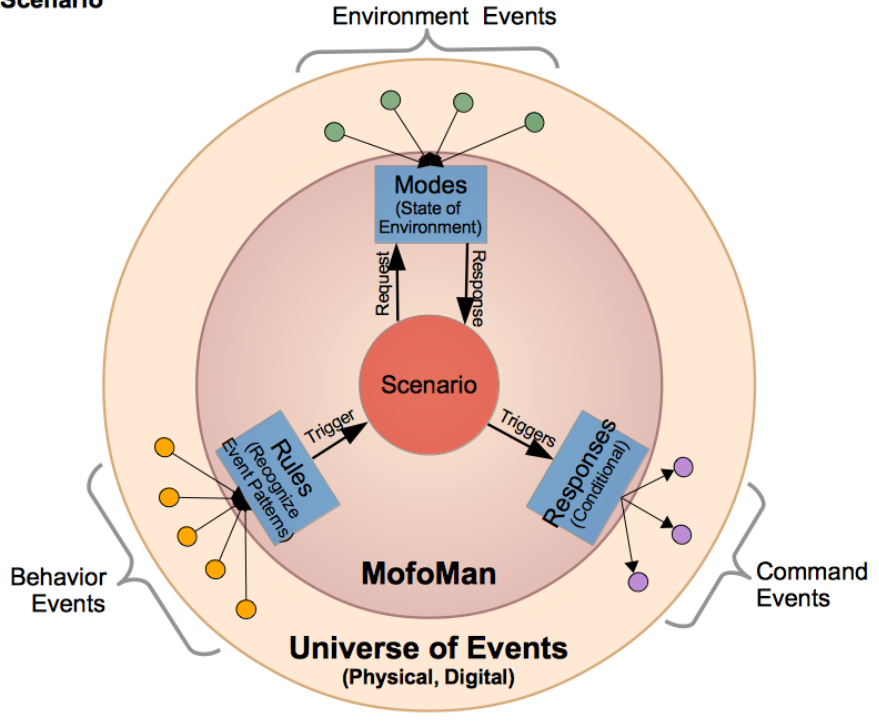 Scenario
Environment Events
Modes
(State of
Environment)
Request
Response
Scenario
Trigger
Triggers
Rules
(Recognize
Event Patterns)
Responses
(Conditional)
MofoMan
Behavior
Events
Command
Events
Universe of Events
(Physical, Digital)